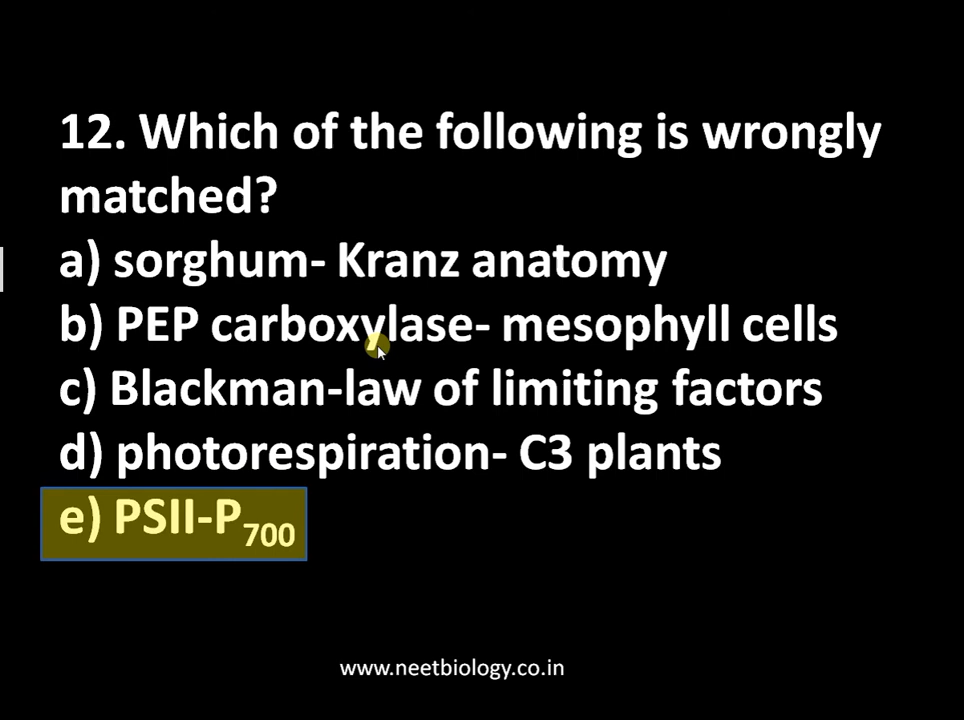 12. Which of the following is wrongly
matched?
a) sorghum- Kranz anatomy
b) PEP carboxylase- mesophyll cells
c) Blackman-law of limiting factors
d) photorespiration- C3 plants
e) PSII-P700
www.neetbiology.co.in